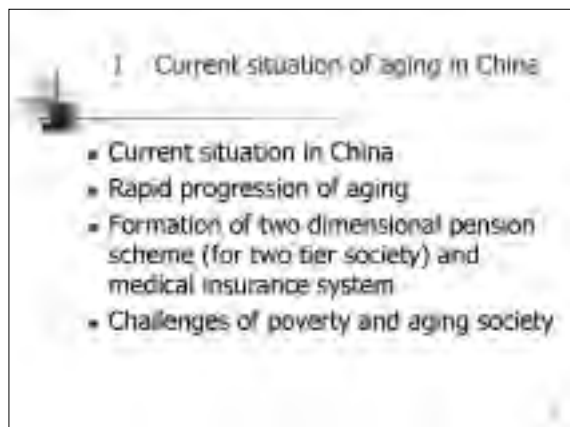 1 Current situation of aging in China
Current situation in China
Rapid progression of aging
Formation of two dimensional pension
scheme (for two tier society) and
medical insurance system
Challenges of poverty and aging society